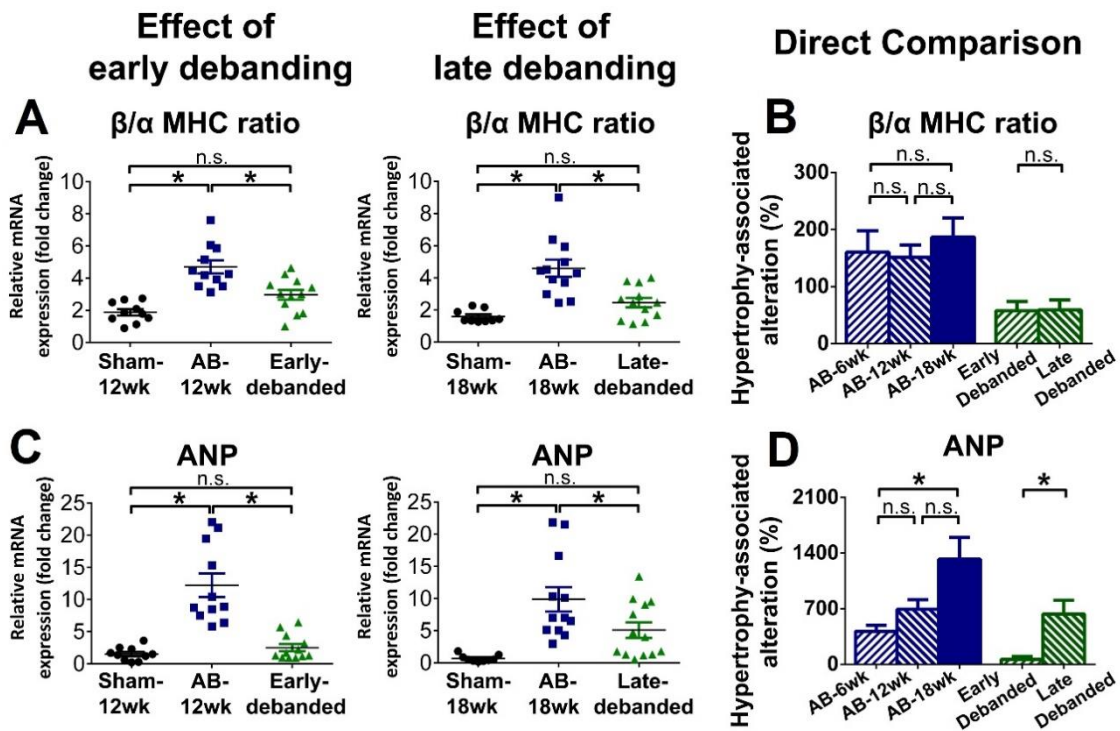 Effect of
early debanding
Effect of
late debanding
Direct Comparison
A
β/α MHC ratio
Relative mRNA
expression (fold change)
10
8
6
4
2
0
n.s.
*
*
Sham-
12wk
AB-
12wk
Early-
debanded
β/α MHC ratio
Relative mRNA
expression (fold change)
10
8
6
4
2
0
n.s.
*
*
Sham-
18wk
AB-
18wk
Late-
debanded
B
β/α MHC ratio
Hypertrophy-associated
alteration (%)
300
200
100
0
n.s.
n.s.
n.s.
n.s.
AB-6wk
AB-12wk
AB-18wk
Early
Debanded
Late
Debanded
C
ANP
Relative mRNA
expression (fold change)
25
20
15
10
5
0
n.s.
*
*
Sham-
12wk
AB-
12wk
Early-
debanded
ANP
Relative mRNA
expression (fold change)
25
20
15
10
5
0
n.s.
*
*
Sham-
18wk
AB-
18wk
Late-
debanded
D
ANP
Hypertrophy-associated
alteration (%)
2100
1400
700
0
*
n.s.
n.s.
*
AB-6wk
AB-12wk
AB-18wk
Early
Debanded
Late
Debanded